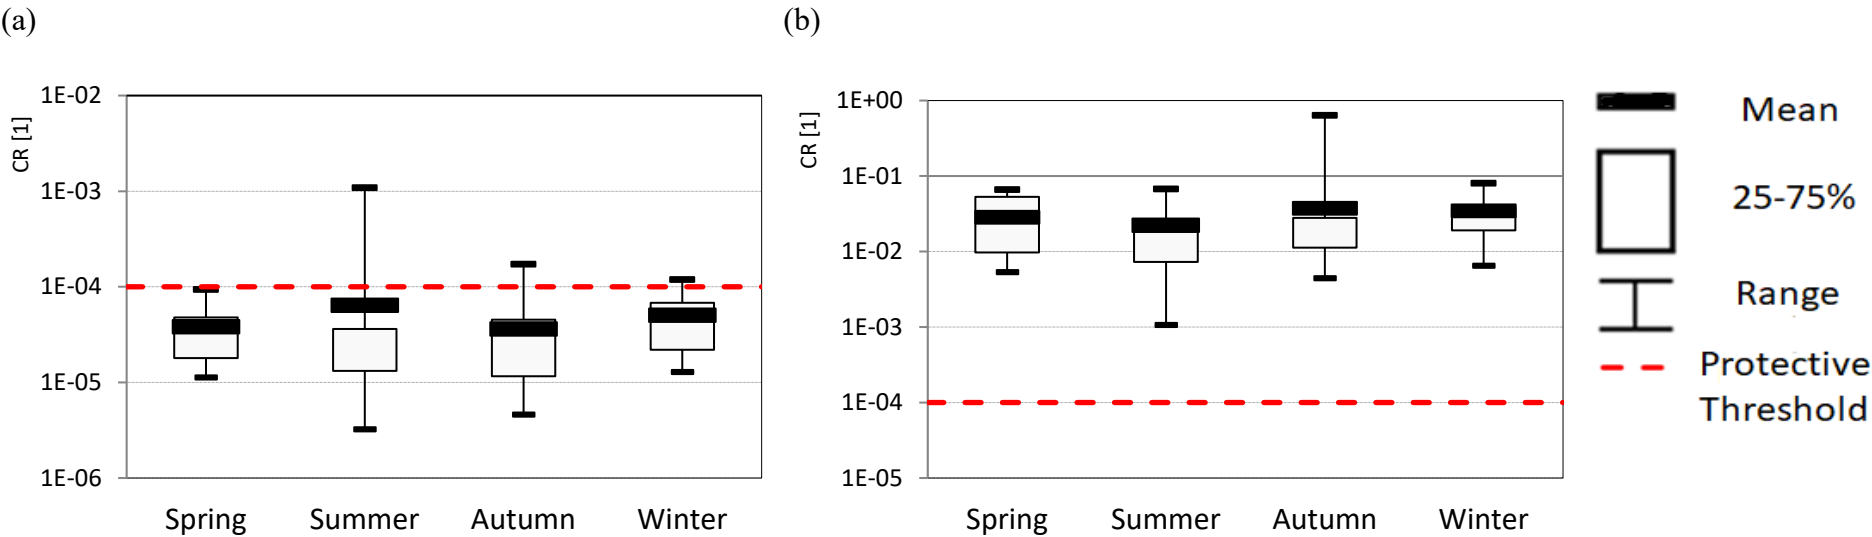 (a)
CR [1]
1E-02
1E-03
1E-04
1E-05
1E-06
Spring Summer Autumn Winter
(b)
CR [1]
1E+00
1E-01
1E-02
1E-03
1E-04
1E-05
Spring Summer Autumn Winter
Mean
25-75%
Range
Protective
Threshold